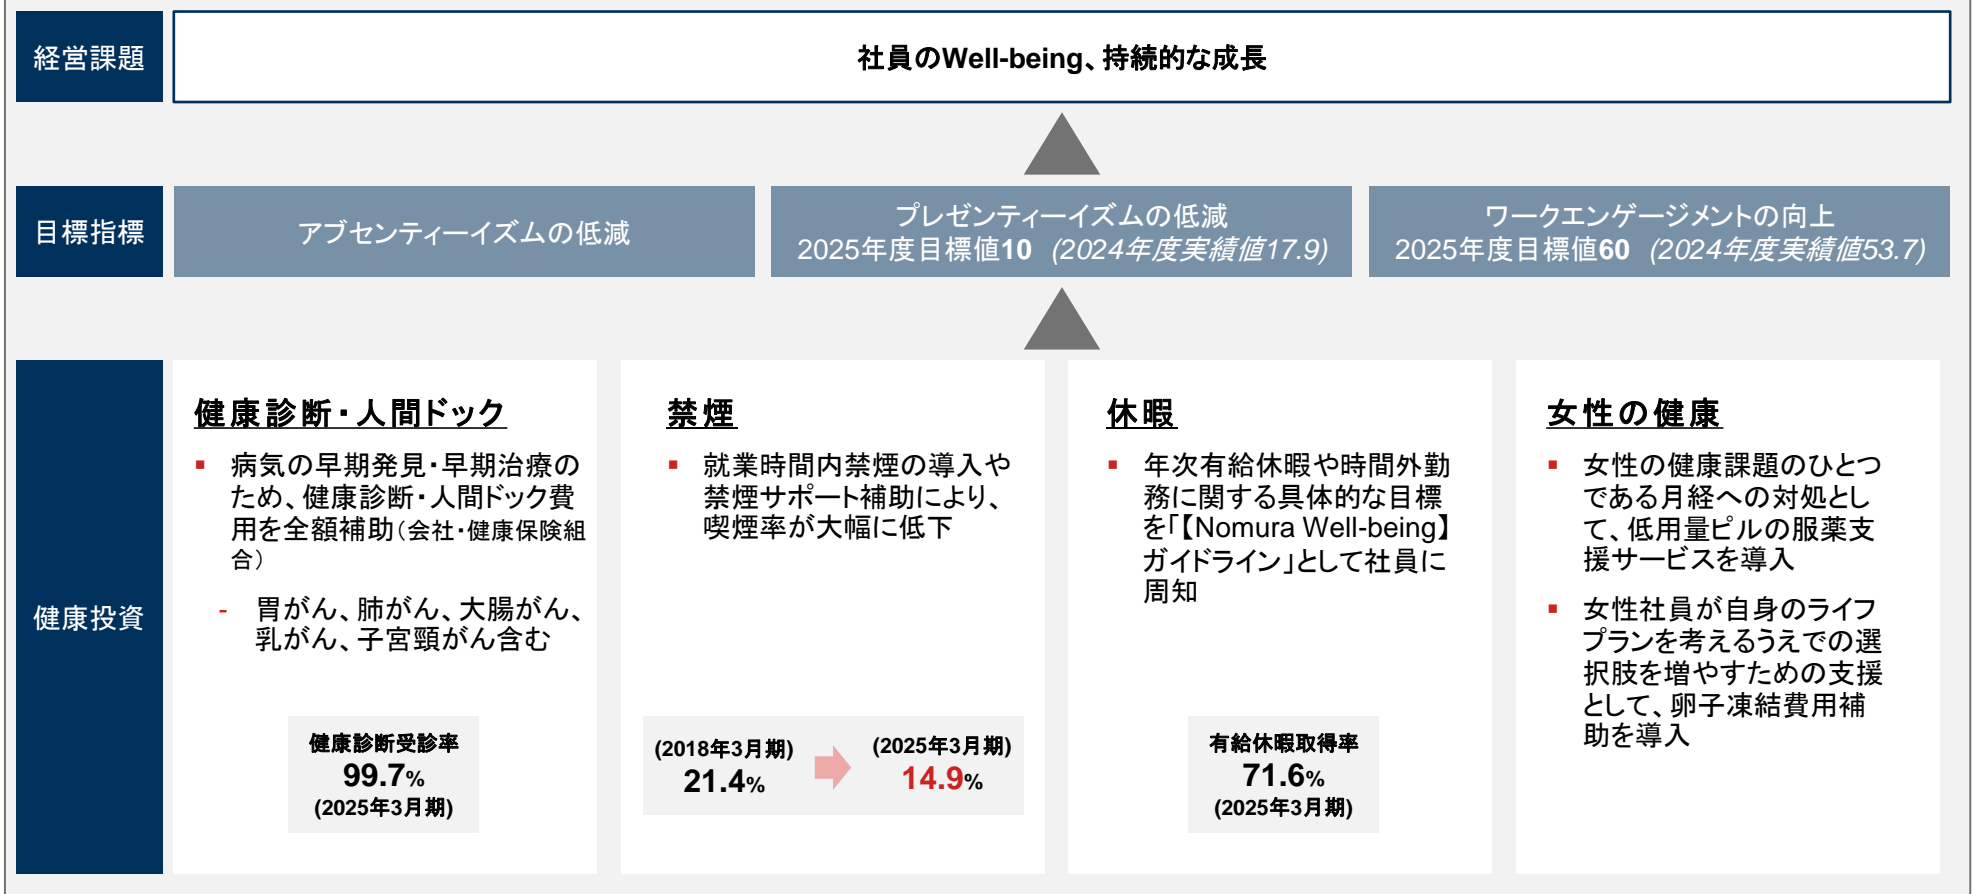 経営課題
社員のWell-being、持続的な成長
目標指標
アブセンティーイズムの低減
プレゼンティーイズムの低減
2025年度目標値10 (2024年度実績値17.9)
ワークエンゲージメントの向上
2025年度目標値60 (2024年度実績値53.7)
健康投資
健康診断・人間ドック
▪ 病気の早期発見・早期治療の
ため、健康診断・人間ドック費
用を全額補助(会社・健康保険組
合)
- 胃がん、肺がん、大腸がん、
乳がん、子宮頸がん含む
健康診断受診率
99.7%
(2025年3月期)
禁煙
▪ 就業時間内禁煙の導入や
禁煙サポート補助により、
喫煙率が大幅に低下
(2018年3月期)
21.4%
(2025年3月期)
14.9%
休暇
▪ 年次有給休暇や時間外勤
務に関する具体的な目標
を「【Nomura Well-being】
ガイドライン」として社員に
周知
有給休暇取得率
71.6%
(2025年3月期)
女性の健康
▪ 女性の健康課題のひとつ
である月経への対処とし
て、低用量ピルの服薬支
援サービスを導入
▪ 女性社員が自身のライフ
プランを考えるうえでの選
択肢を増やすための支援
として、卵子凍結費用補
助を導入